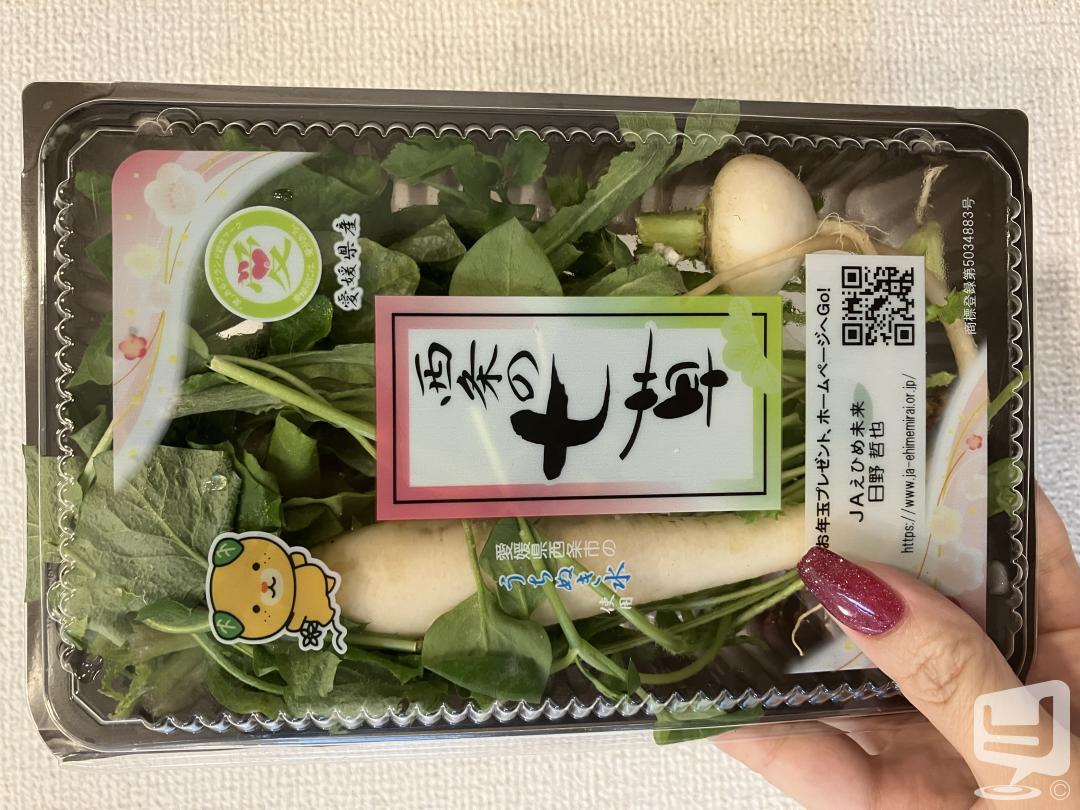 愛
愛媛県産
西条の
七草
愛媛県西条市の
うちぬき水
使用
お年玉プレゼント、ホームページへGo!
JAえひめ未来
日野 哲也
https://www.ja-ehimemirai.or.jp/
商標登録第5034883号